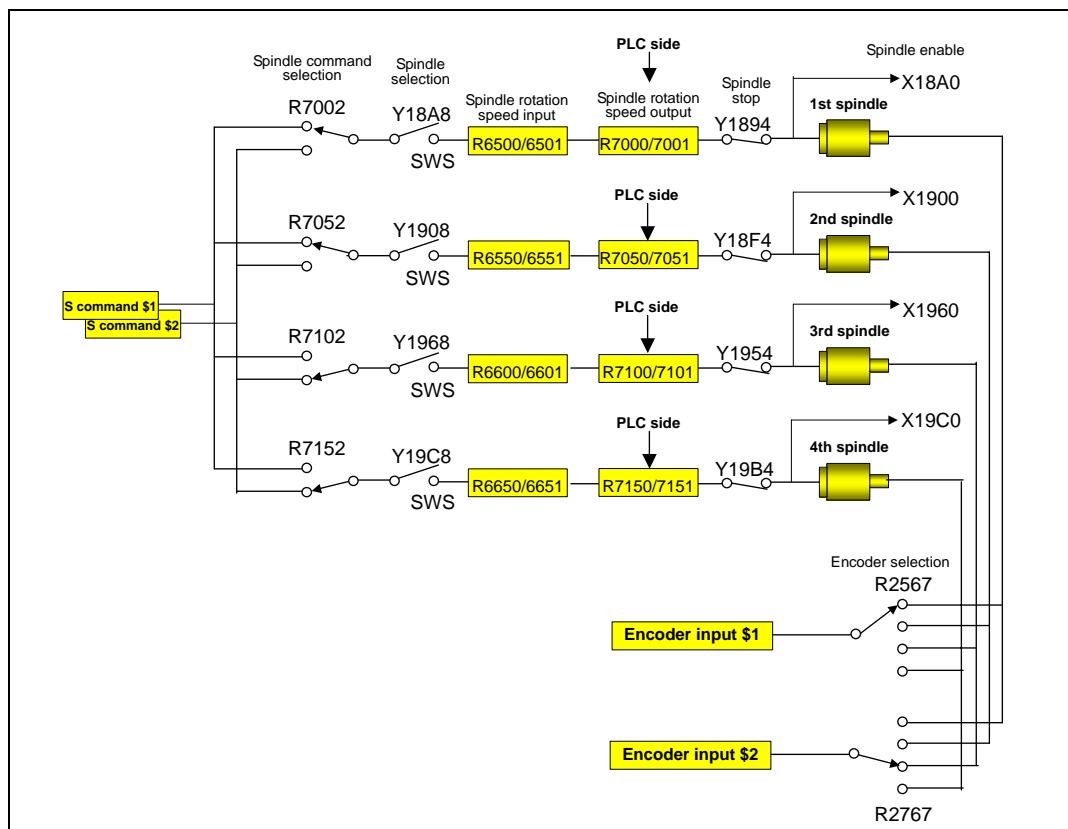 PLC side
Spindle enable
Spindle command
selection
Spindle
selection
Spindle rotation
speed input
Spindle rotation
speed output
Spindle
stop
X18A0
R7002
Y18A8
SWS
R6500/6501
R7000/7001
Y1894
1st spindle
PLC side
X1900
R7052
Y1908
SWS
R6550/6551
R7050/7051
Y18F4
2nd spindle
S command $1
S command $2
PLC side
X1960
R7102
Y1968
SWS
R6600/6601
R7100/7101
Y1954
3rd spindle
PLC side
X19C0
R7152
Y19C8
SWS
R6650/6651
R7150/7151
Y19B4
4th spindle
Encoder selection
R2567
Encoder input $1
Encoder input $2
R2767